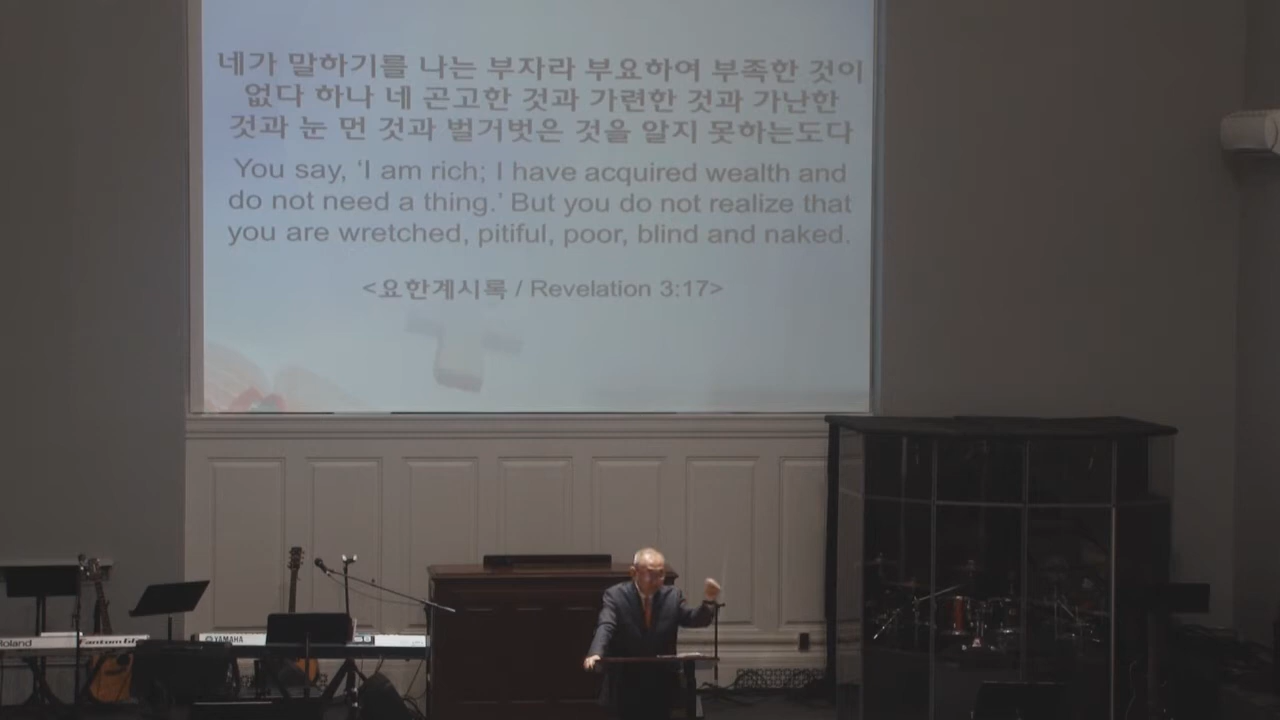 네가 말하기를 나는 부자라 부요하여 부족한 것이
없다 하나 네 곤고한 것과 가련한 것과 가난한
것과 눈 먼 것과 벌거벗은 것을 알지 못하는도다
You say, ‘I am rich; I have acquired wealth and
do not need a thing.’ But you do not realize that
you are wretched, pitiful, poor, blind and naked.
<요한계시록 / Revelation 3:17>
Roland
YAMAHA